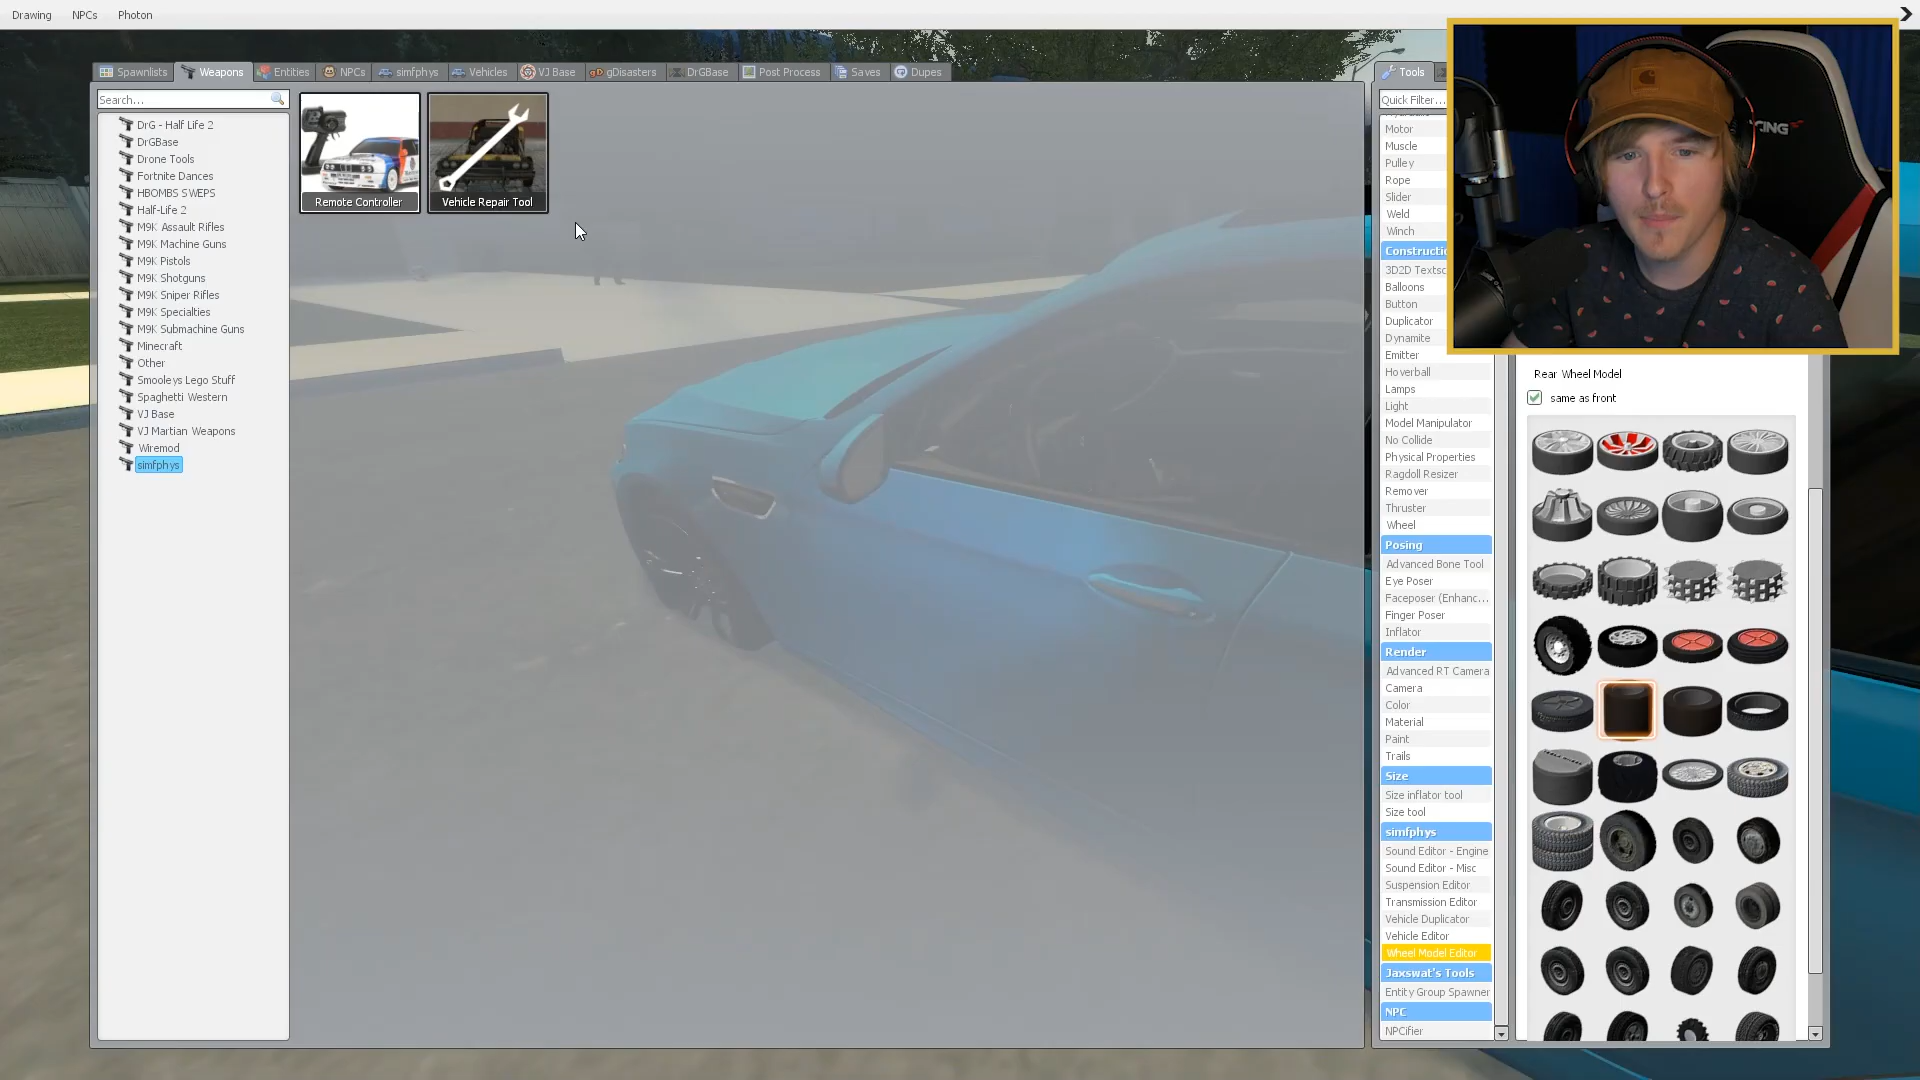 Drawing NPCs Photon
Spawnlists Weapons Entities NPCs simfphys Vehicles VJ Base gDisasters DrGBase Post Process Saves Dupes
Tools
Search...
DrG - Half Life 2
DrGBase
Drone Tools
Fortnite Dances
HBOMBS SWEPS
Half-Life 2
M9K Assault Rifles
M9K Machine Guns
M9K Pistols
M9K Shotguns
M9K Sniper Rifles
M9K Specialties
M9K Submachine Guns
Minecraft
Other
Smooleys Lego Stuff
Spaghetti Western
VJ Base
VJ Martian Weapons
Wiremod
simfphys
Remote Controller
Vehicle Repair Tool
Quick Filter...
Motor
Muscle
Pulley
Rope
Slider
Weld
Winch
Constructi
3D2D Textsc
Balloons
Button
Duplicator
Dynamite
Emitter
Hoverball
Lamps
Light
Model Manipulator
No Collide
Physical Properties
Ragdoll Resizer
Remover
Thruster
Wheel
Posing
Advanced Bone Tool
Eye Poser
Faceposer (Enhanc...
Finger Poser
Inflator
Render
Advanced RT Camera
Camera
Color
Material
Paint
Trails
Size
Size inflator tool
Size tool
simfphys
Sound Editor - Engine
Sound Editor - Misc
Suspension Editor
Transmission Editor
Vehicle Duplicator
Vehicle Editor
Wheel Model Editor
Jaxswat's Tools
Entity Group Spawner
NPC
NPCifier
Rear Wheel Model
same as front